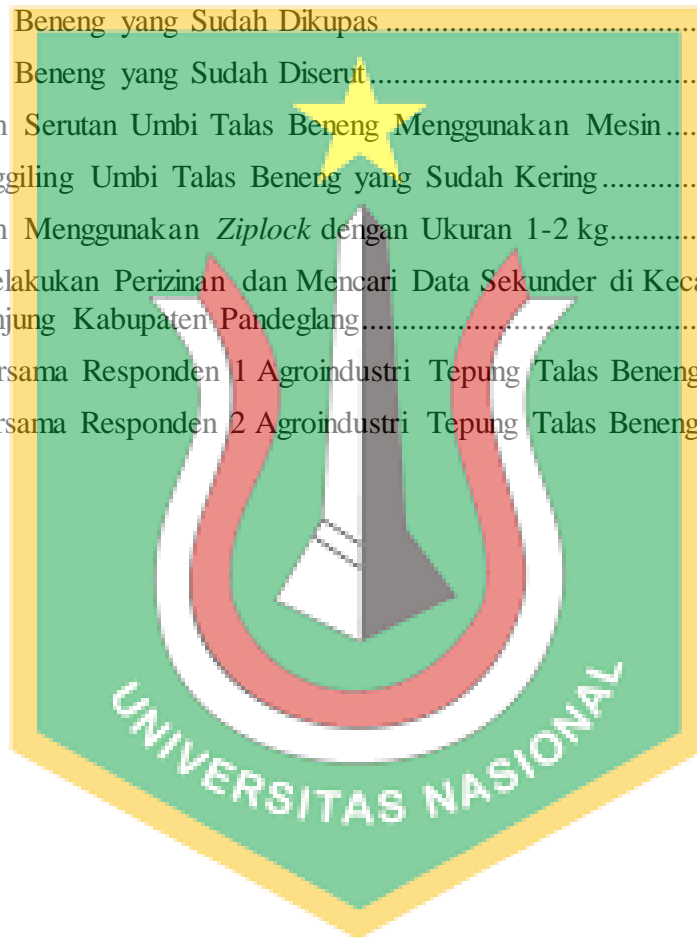 Beneng yang Sudah Dikupas ....................................
Beneng yang Sudah Diserut......................................
n Serutan Umbi Talas Beneng Menggunakan Mesin ....
ggiling Umbi Talas Beneng yang Sudah Kering ............
n Menggunakan Ziplock dengan Ukuran 1-2 kg...........
elakukan Perizinan dan Mencari Data Sekunder di Keca
njung Kabupaten Pandeglang.......................................
rsama Responden 1 Agroindustri Tepung Talas Beneng
rsama Responden 2 Agroindustri Tepung Talas Beneng
UNIVERSITAS NASIONAL